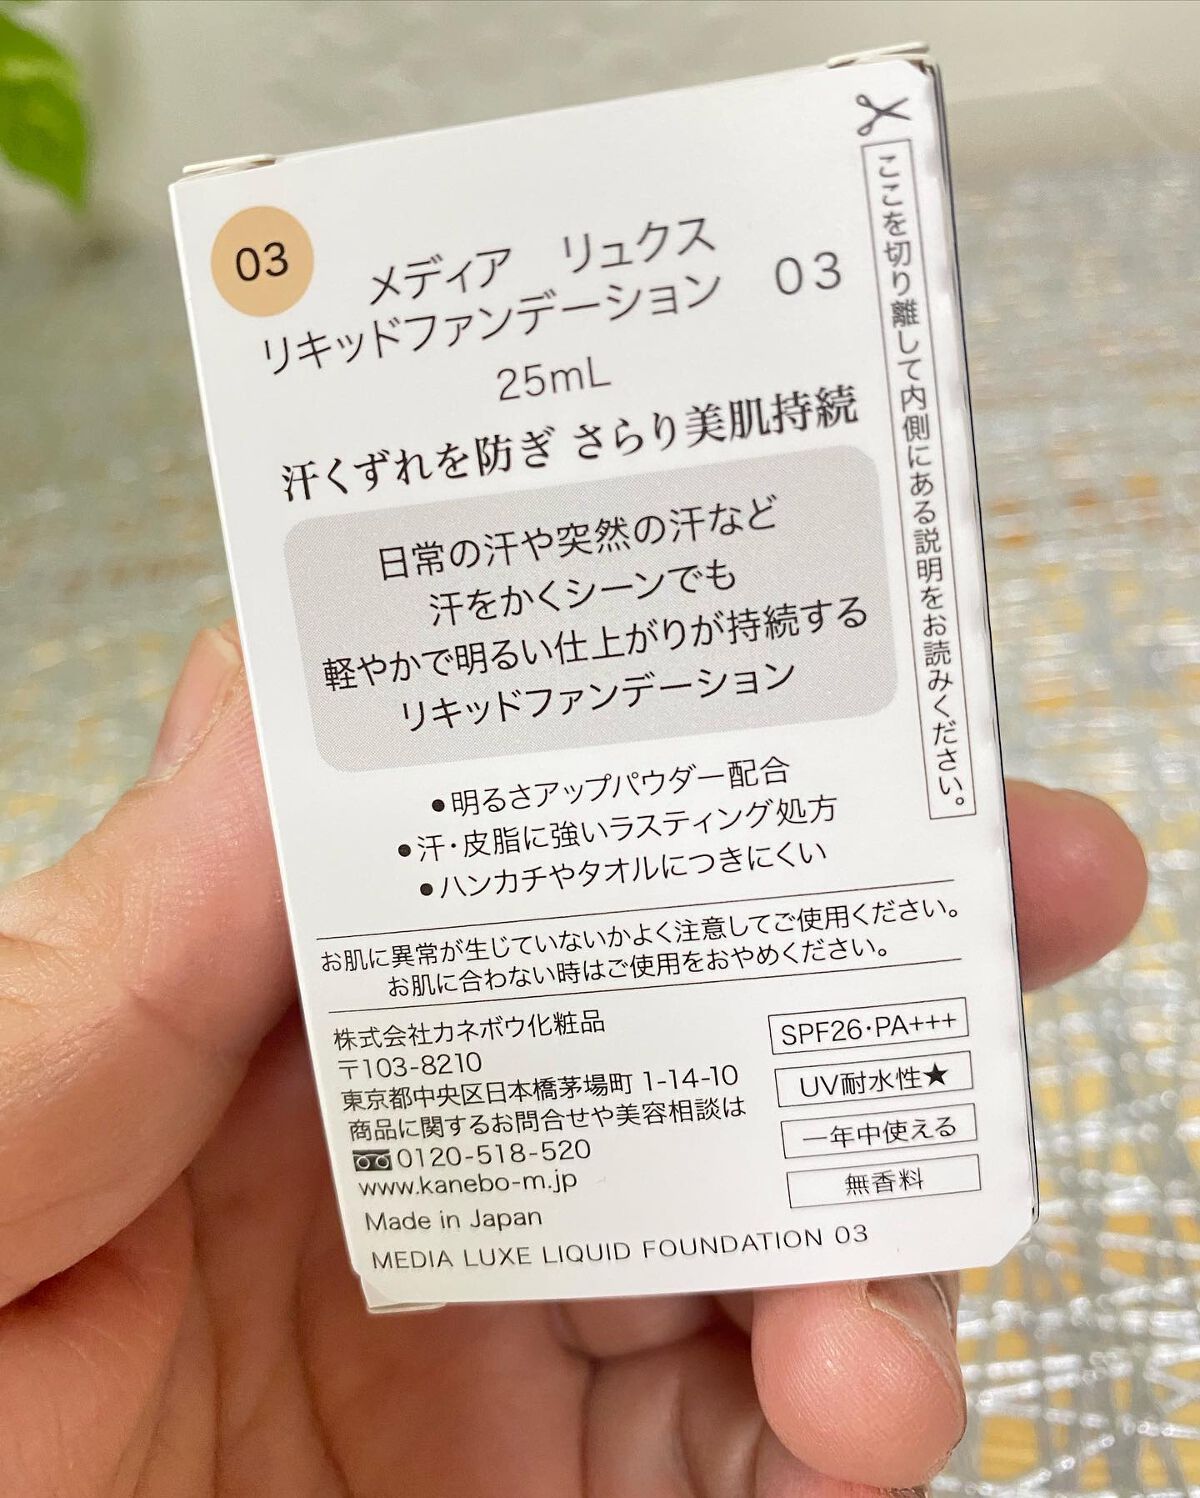 03
メディア リュクス
リキッドファンデーション 03
25mL
汗くずれを防ぎ さらり美肌持続
日常の汗や突然の汗など
汗をかくシーンでも
軽やかで明るい仕上がりが持続する
リキッドファンデーション
●明るさアップパウダー配合
●汗・皮脂に強いラスティング処方
●ハンカチやタオルにつきにくい
お肌に異常が生じていないかよく注意してご使用ください。
お肌に合わない時はご使用をおやめください。
株式会社カネボウ化粧品
〒103-8210
東京都中央区日本橋茅場町 1-14-10
商品に関するお問合せや美容相談は
0120-518-520
www.kanebo-m.jp
Made in Japan
MEDIA LUXE LIQUID FOUNDATION 03
SPF26・PA+++
UV耐水性★
一年中使える
無香料
ここを切り離して内側にある説明をお読みください。